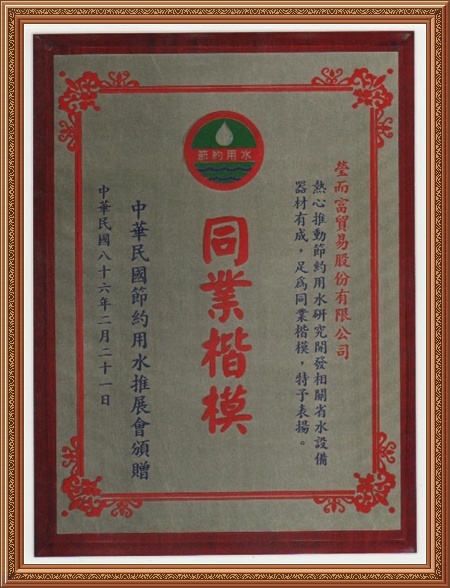 瑩而富貿易股份有限公司
熱心推動節約用水研究開發相關省水設備
器材有成，足為同業楷模，特予表揚。
節約用水
同業楷模
中華民國節約用水推展會頒贈
中華民國八十六年二月二十一日